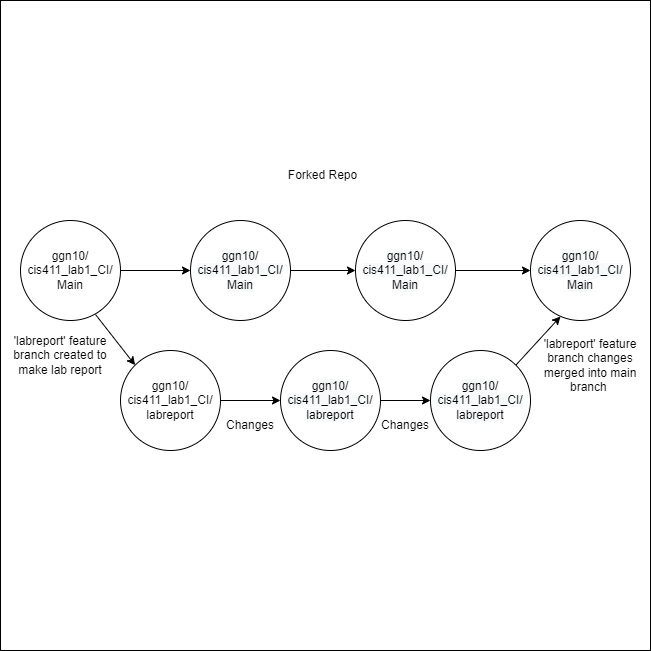 Forked Repo
ggn10/
cis411_lab1_CI/
Main
ggn10/
cis411_lab1_CI/
Main
ggn10/
cis411_lab1_CI/
Main
ggn10/
cis411_lab1_CI/
Main
'labreport' feature
branch created to
make lab report
'labreport' feature
branch changes
merged into main
branch
ggn10/
cis411_lab1_CI/
labreport
Changes
ggn10/
cis411_lab1_CI/
labreport
Changes
ggn10/
cis411_lab1_CI/
labreport